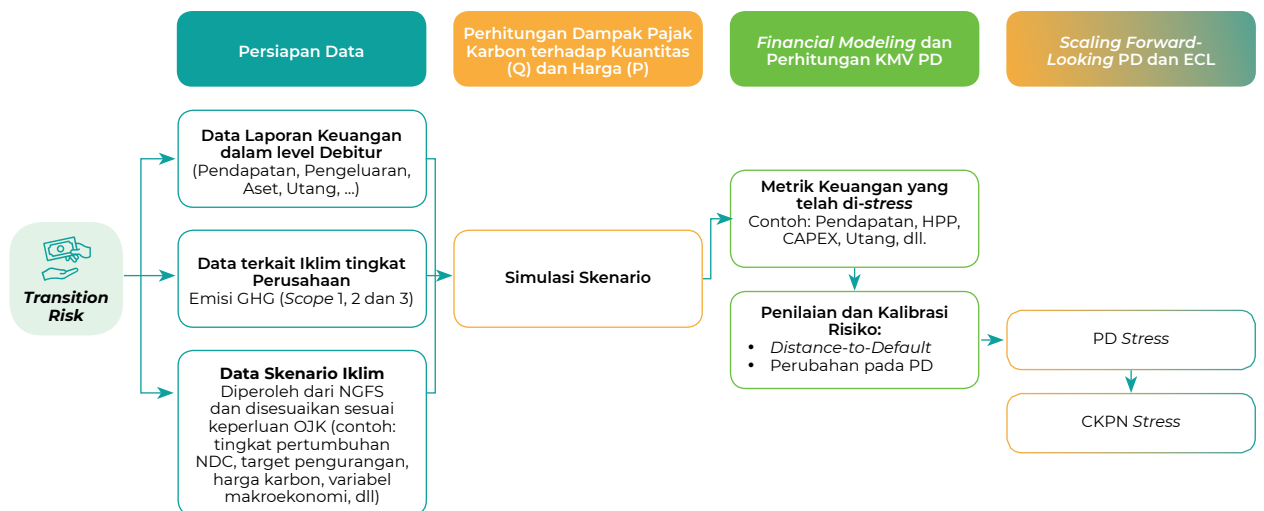 Persiapan Data
Perhitungan Dampak Pajak
Karbon terhadap Kuantitas
(Q) dan Harga (P)
Financial Modeling dan
Perhitungan KMV PD
Scaling Forward-
Looking PD dan ECL
Transition
Risk
Data Laporan Keuangan
dalam level Debitur
(Pendapatan, Pengeluaran,
Aset, Utang, ...)
Data terkait Iklim tingkat
Perusahaan
Emisi GHG (Scope 1, 2 dan 3)
Data Skenario Iklim
Diperoleh dari NGFS
dan disesuaikan sesuai
keperluan OJK (contoh:
tingkat pertumbuhan
NDC, target pengurangan,
harga karbon, variabel
makroekonomi, dll)
Simulasi Skenario
Metrik Keuangan yang
telah di-stress
Contoh: Pendapatan, HPP,
CAPEX, Utang, dll.
Penilaian dan Kalibrasi
Risiko:
• Distance-to-Default
• Perubahan pada PD
PD Stress
CKPN Stress